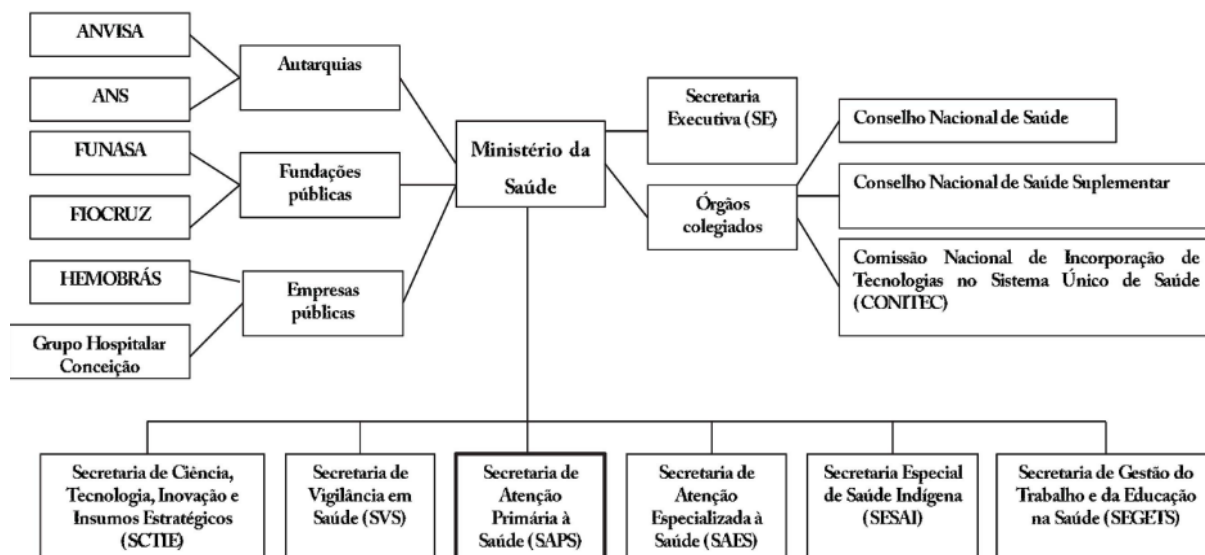 ANVISA
ANS
FUNASA
FIOCRUZ
HEMOBRÁS
Grupo Hospitalar
Conceição
Autarquias
Fundações
públicas
Empresas
públicas
Ministério da
Saúde
Secretaria
Executiva (SE)
Órgãos
colegiados
Conselho Nacional de Saúde
Conselho Nacional de Saúde Suplementar
Comissão Nacional de Incorporação de
Tecnologias no Sistema Único de Saúde
(CONITEC)
Secretaria de Ciência,
Tecnologia, Inovação e
Insumos Estratégicos
(SCTIE)
Secretaria de
Vigilância em
Saúde (SVS)
Secretaria de
Atenção
Primária à
Saúde (SAPS)
Secretaria de
Atenção
Especializada à
Saúde (SAES)
Secretaria Especial
de Saúde Indígena
(SESAI)
Secretaria de Gestão do
Trabalho e da Educação
na Saúde (SEGETS)